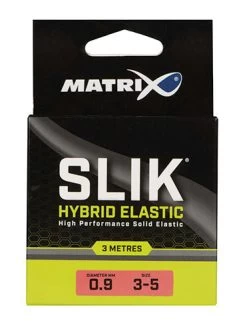 MATRIX
SLIK
HYBRID ELASTIC
High Performance Solid Elastic
3 METRES
DIAMETER MM SIZE
0.9 3-5